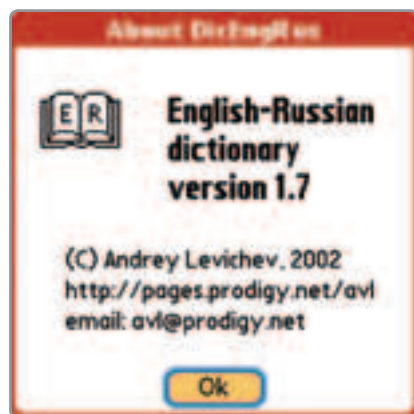 About DirEngRus
E R
English-Russian
dictionary
version 1.7
(C) Andrey Levichev, 2002
http://pages.prodigy.net/avl
email: avl@prodigy.net
Ok